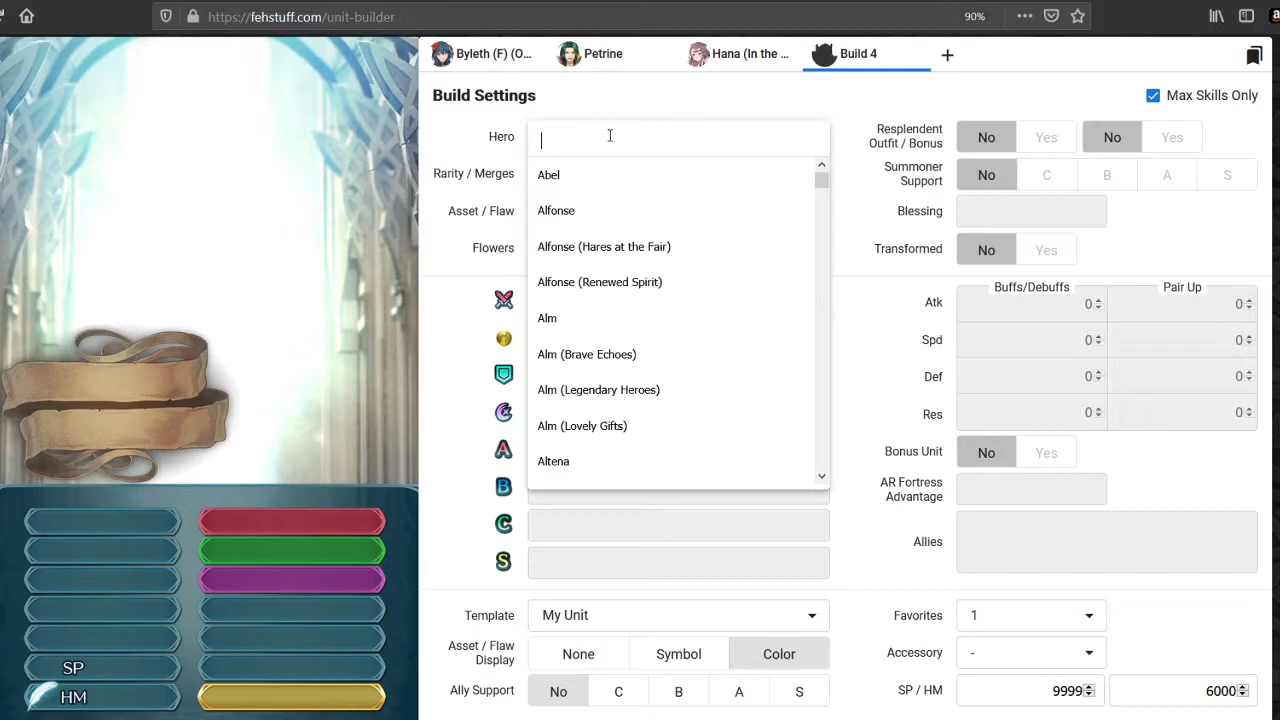 https://fehstuff.com/unit-builder
90%
Byleth (F) (O...
Petrine
Hana (In the ...
Build 4
Build Settings
Max Skills Only
Hero
Abel
Alfonse
Alfonse (Hares at the Fair)
Alfonse (Renewed Spirit)
Alm
Alm (Brave Echoes)
Alm (Legendary Heroes)
Alm (Lovely Gifts)
Altena
Rarity / Merges
Asset / Flaw
Flowers
A
B
C
S
Resplendent Outfit / Bonus
No
Yes
No
Yes
Summoner Support
No
C
B
A
S
Blessing
Transformed
No
Yes
Buffs/Debuffs
Pair Up
Atk
0
0
Spd
0
0
Def
0
0
Res
0
0
Bonus Unit
No
Yes
AR Fortress Advantage
Allies
Template
My Unit
Asset / Flaw Display
None
Symbol
Color
Ally Support
No
C
B
A
S
Favorites
1
Accessory
-
SP / HM
9999
6000
SP
HM